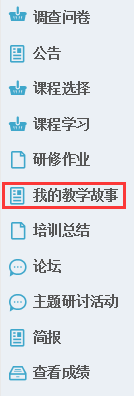 调查问卷
公告
课程选择
课程学习
研修作业
我的教学故事
培训总结
论坛
主题研讨活动
简报
查看成绩